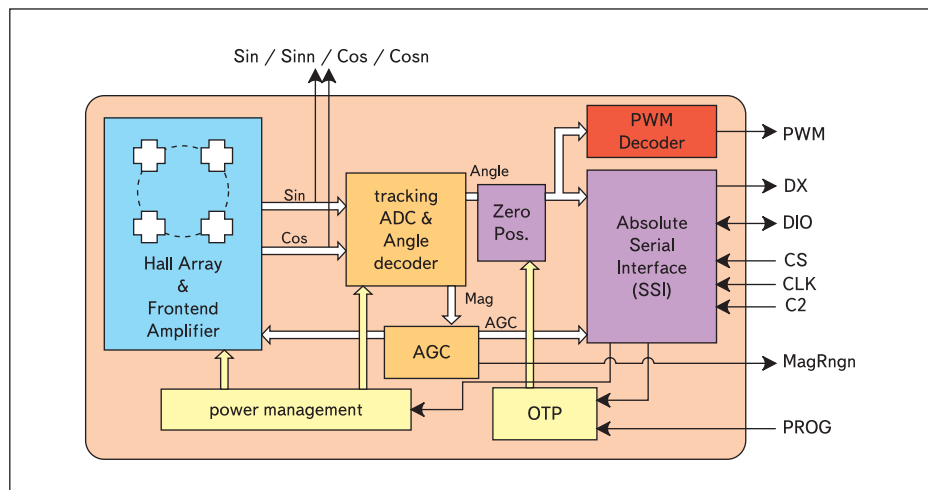 Sin / Sinn / Cos / Cosn
PWM
Decoder
PWM
Hall Array
&
Frontend
Amplifier
Sin
Cos
tracking
ADC &
Angle
decoder
Angle
Zero
Pos.
Absolute
Serial
Interface
(SSI)
DX
DIO
CS
CLK
C2
Mag
AGC
AGC
MagRngn
power management
OTP
PROG